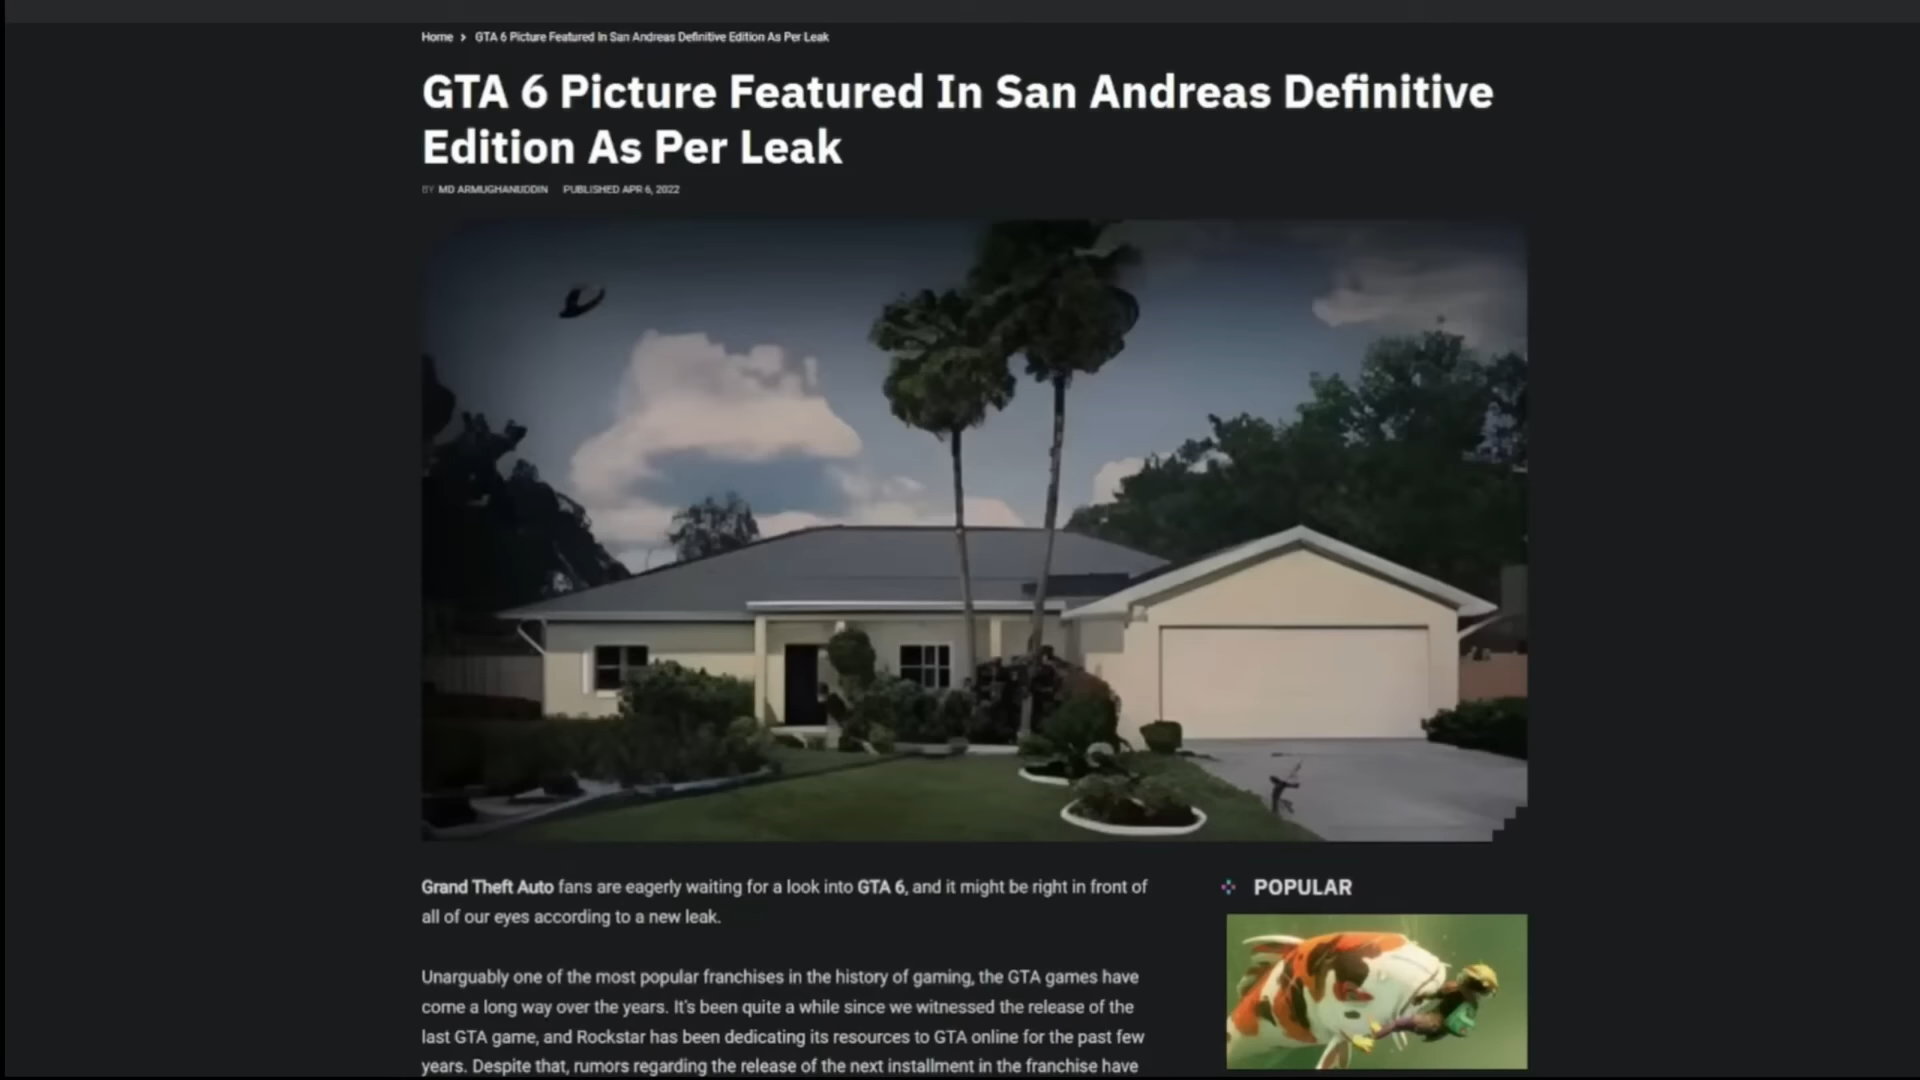 Home > GTA 6 Picture Featured In San Andreas Definitive Edition As Per Leak
GTA 6 Picture Featured In San Andreas Definitive
Edition As Per Leak
BY MD ARMUGHANUDDIN PUBLISHED APR 6, 2022
Grand Theft Auto fans are eagerly waiting for a look into GTA 6, and it might be right in front of
all of our eyes according to a new leak.
POPULAR
Unarguably one of the most popular franchises in the history of gaming, the GTA games have
come a long way over the years. It's been quite a while since we witnessed the release of the
last GTA game, and Rockstar has been dedicating its resources to GTA online for the past few
years. Despite that, rumors regarding the release of the next installment in the franchise have